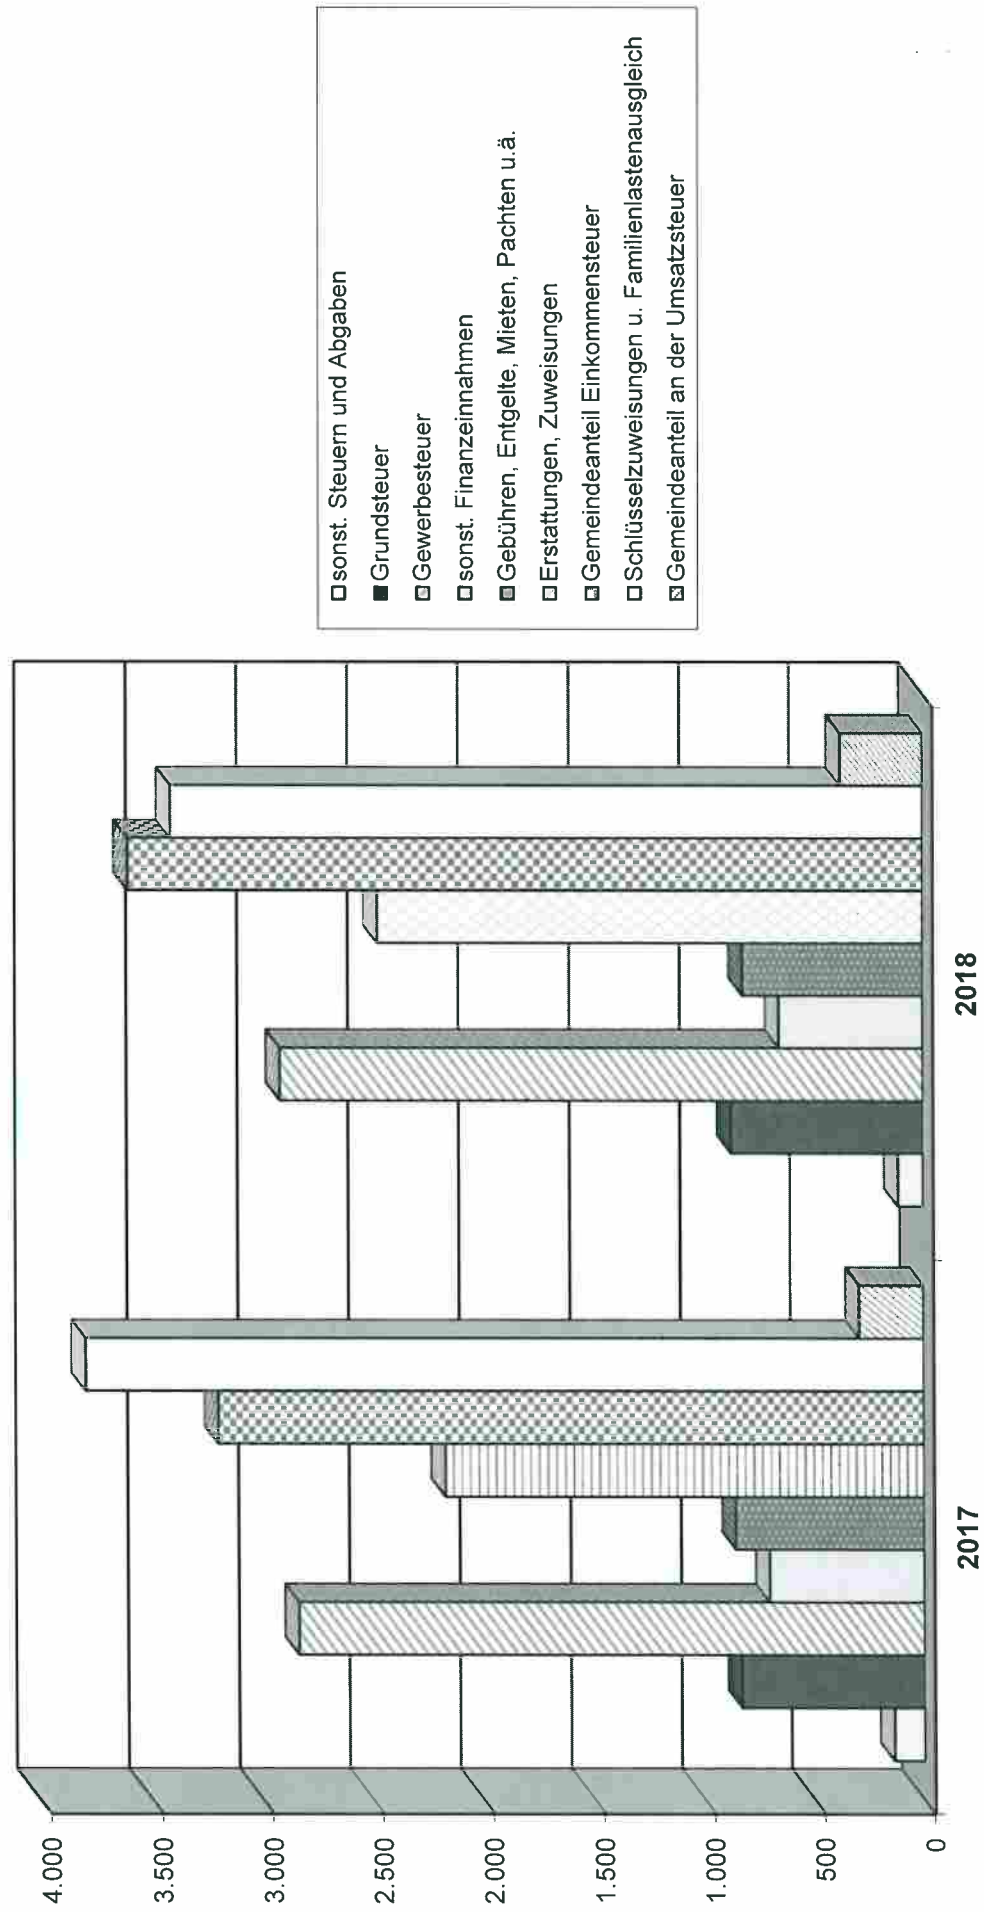 4.000
3.500
3.000
2.500
2.000
1.500
1.000
500
0
2017
2018
sonst. Steuern und Abgaben
Grundsteuer
Gewerbesteuer
sonst. Finanzeinnahmen
Gebühren, Entgelte, Mieten, Pachten u.ä.
Erstattungen, Zuweisungen
Gemeindeanteil Einkommensteuer
Schlüsselzuweisungen u. Familienlastenausgleich
Gemeindeanteil an der Umsatzsteuer